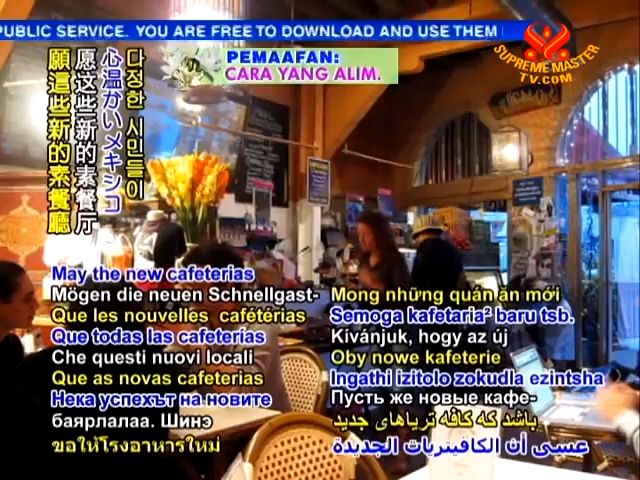 PUBLIC SERVICE. YOU ARE FREE TO DOWNLOAD AND USE THEM
SUPREME MASTER
TV.COM
PEMAAFAN:
CARA YANG ALIM.
다정한 시민들이
心温かいメキシコ
愿这些新的素餐厅
願這些新的素餐廳
May the new cafeterias
Mögen die neuen Schnellgast-
Que les nouvelles cafétérias
Que todas las cafeterías
Che questi nuovi locali
Que as novas cafeterias
Нека успехът на новите
баярлалаа. Шинэ
ขอให้โรงอาหารใหม่
Mong những quán ăn mới
Semoga kafetaria² baru tsb.
Kívánjuk, hogy az új
Oby nowe kafeterie
Ingathi izitolo zokudla ezintsha
Пусть же новые кафе-
باشد که کافه تریاهای جدید
عسى أن الكافيتريات الجديدة